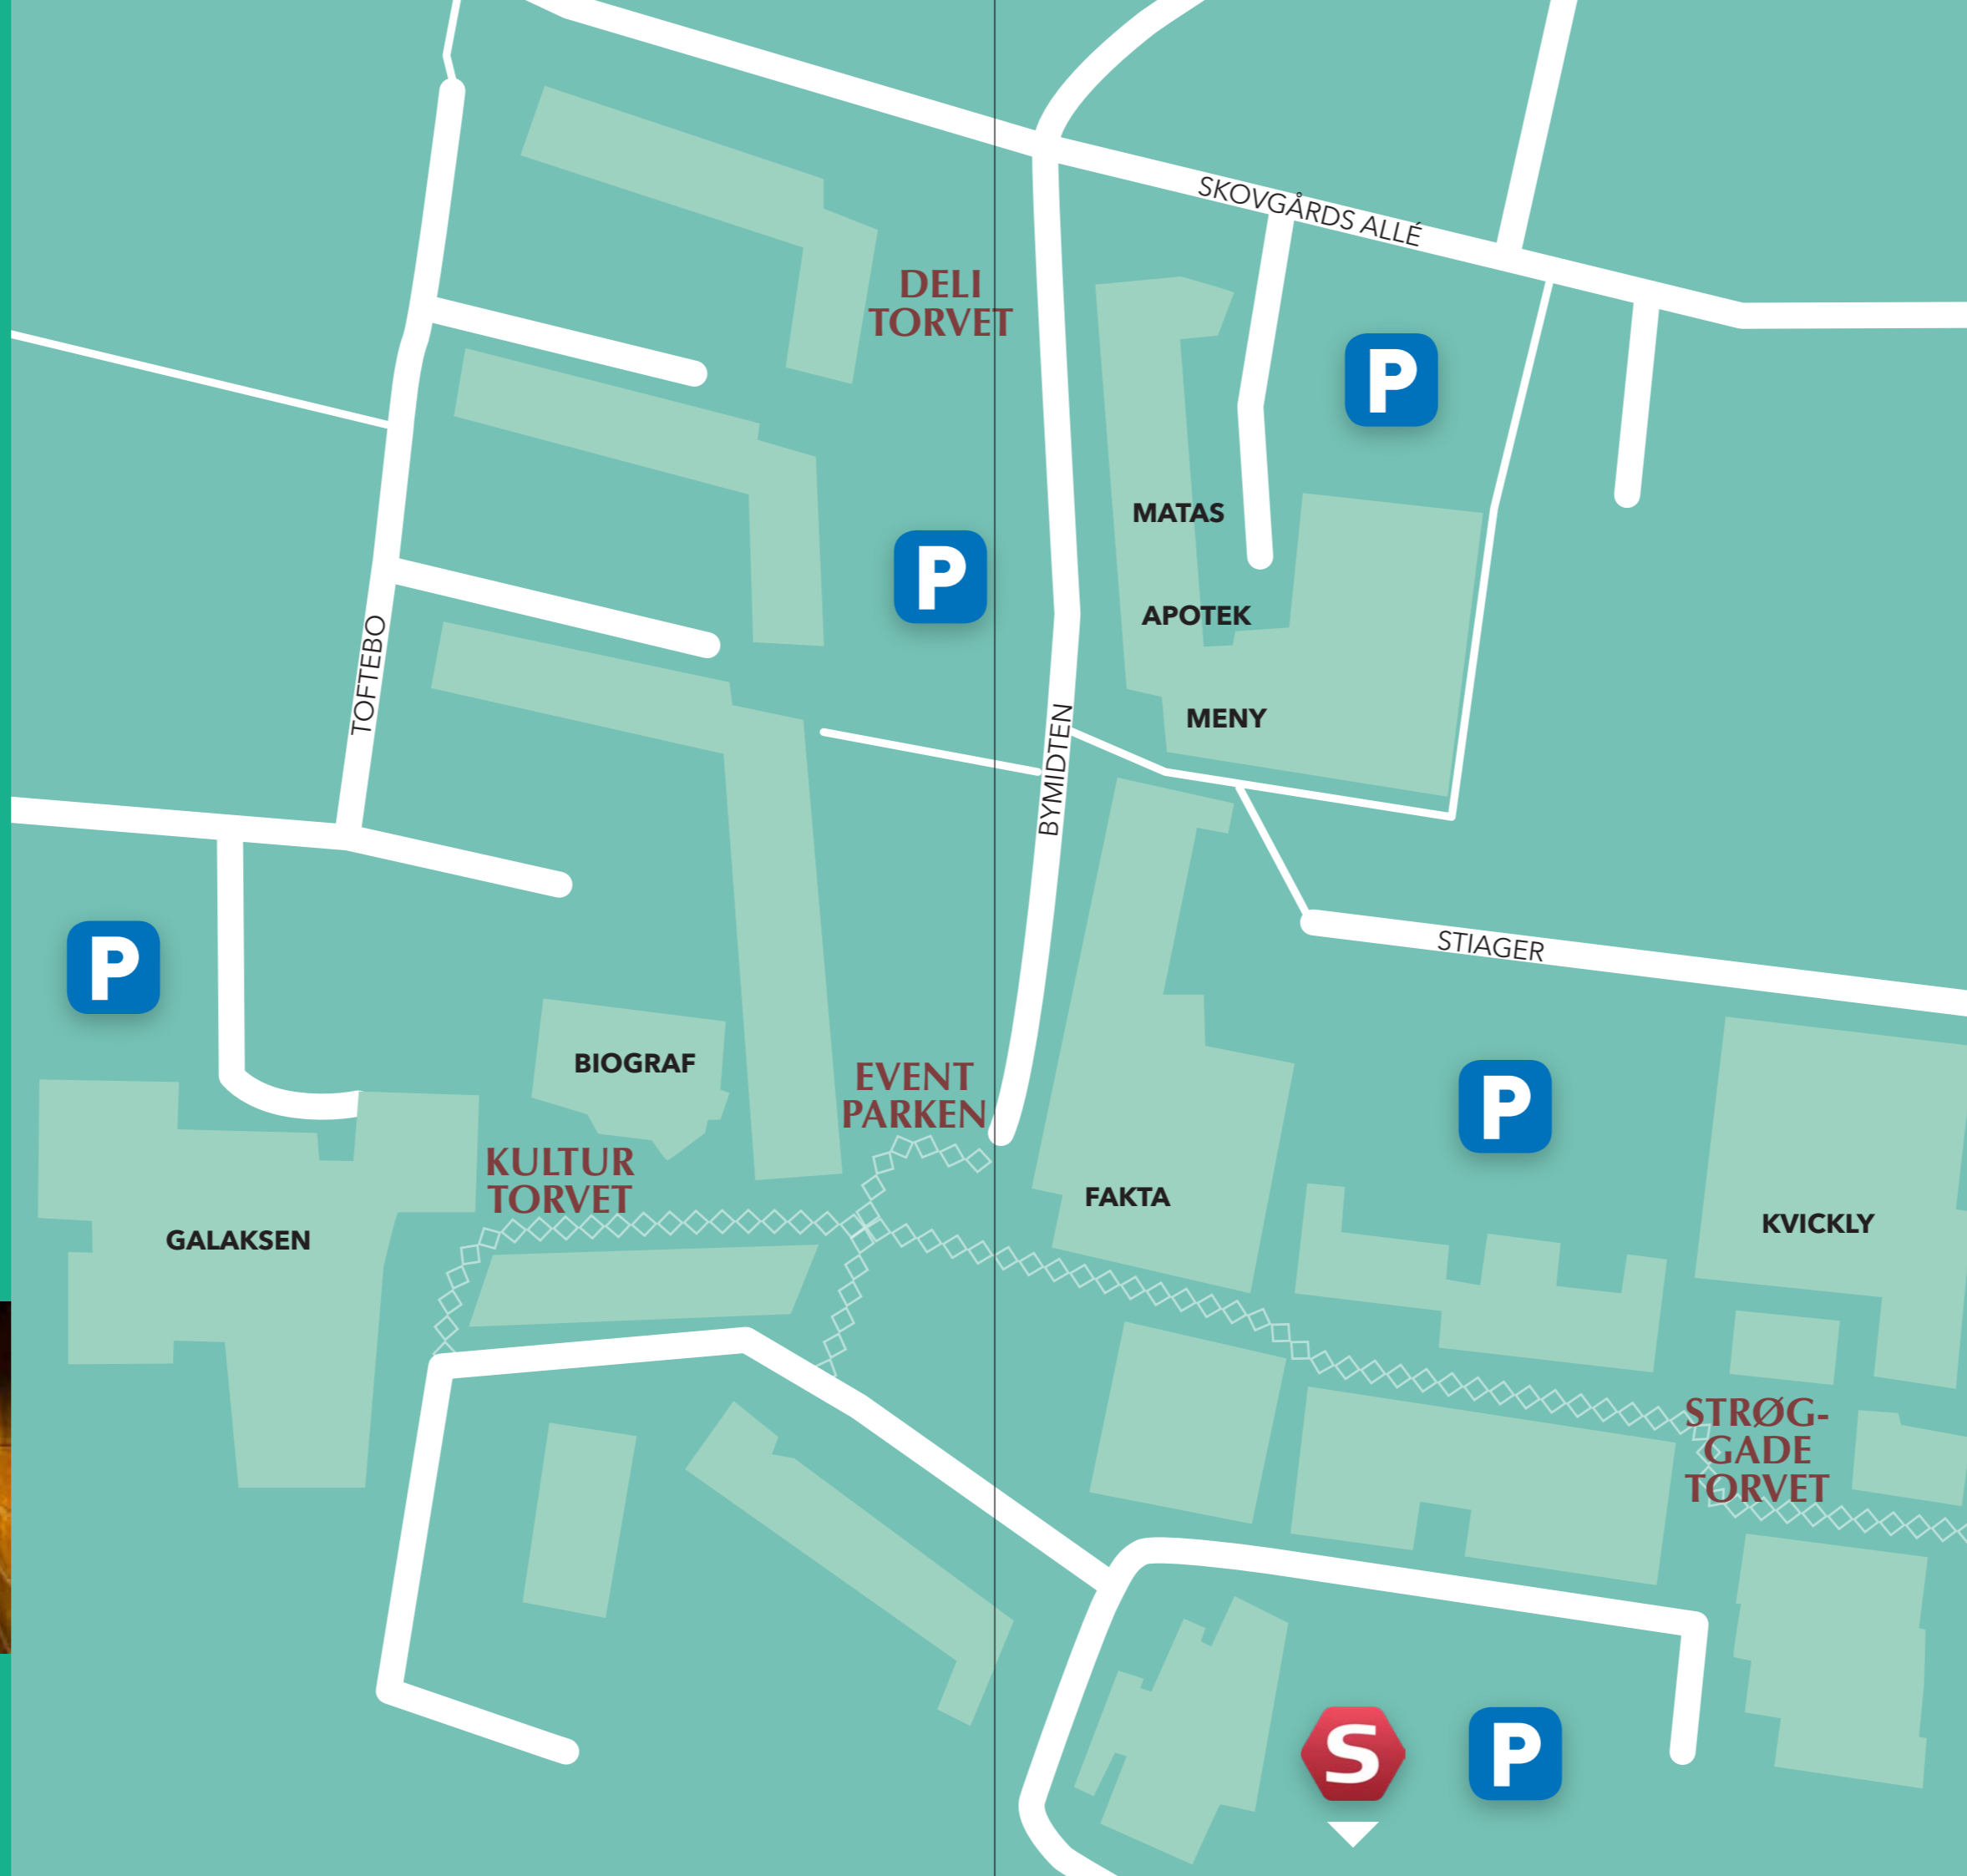 SKOVGÅRDS ALLÉ
DELI
TORVET
P
MATAS
P
APOTEK
TOFTEBO
MENY
BYMIDTEN
STIAGER
P
BIOGRAF
EVENT
PARKEN
P
KULTUR
TORVET
FAKTA
KVICKLY
GALAKSEN
STRØG-
GADE
TORVET
S
P